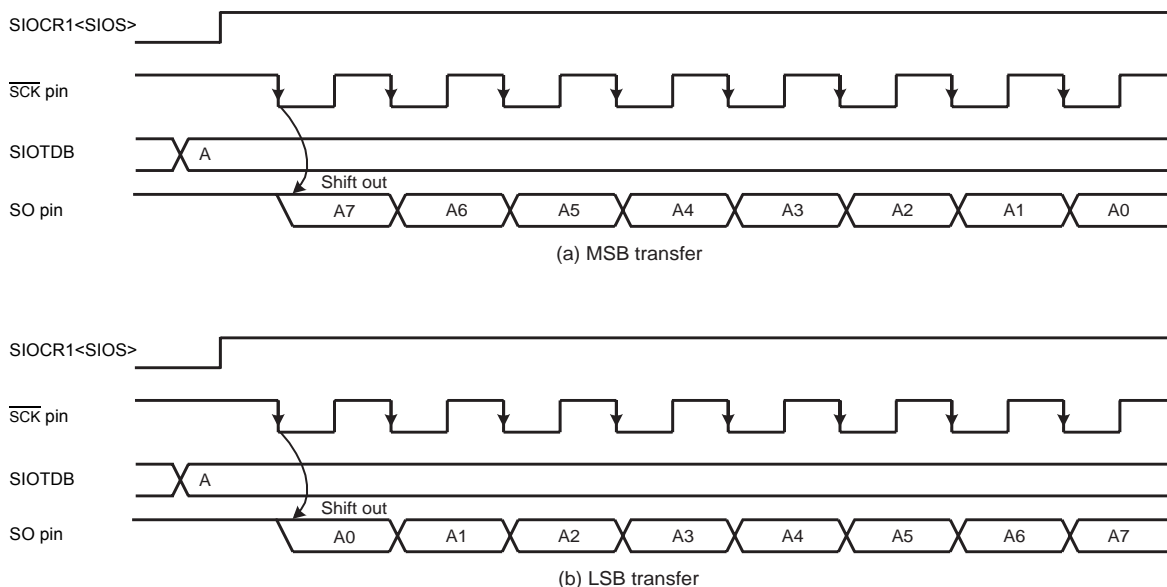 SIOCR1<SIOS>
SCK pin
SIOTDB
A
Shift out
SO pin
A7 A6 A5 A4 A3 A2 A1 A0
(a) MSB transfer
SIOCR1<SIOS>
SCK pin
SIOTDB
A
Shift out
SO pin
A0 A1 A2 A3 A4 A5 A6 A7
(b) LSB transfer